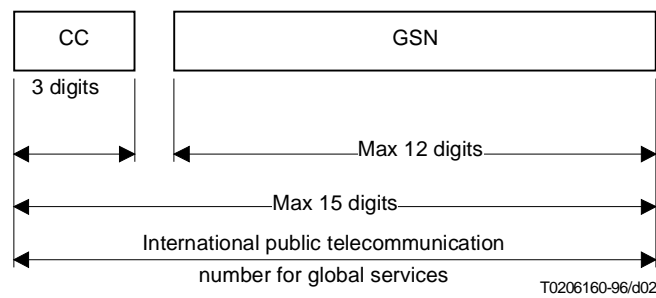 CC
GSN
3 digits
Max 12 digits
Max 15 digits
International public telecommunication
number for global services
T0206160-96/d02